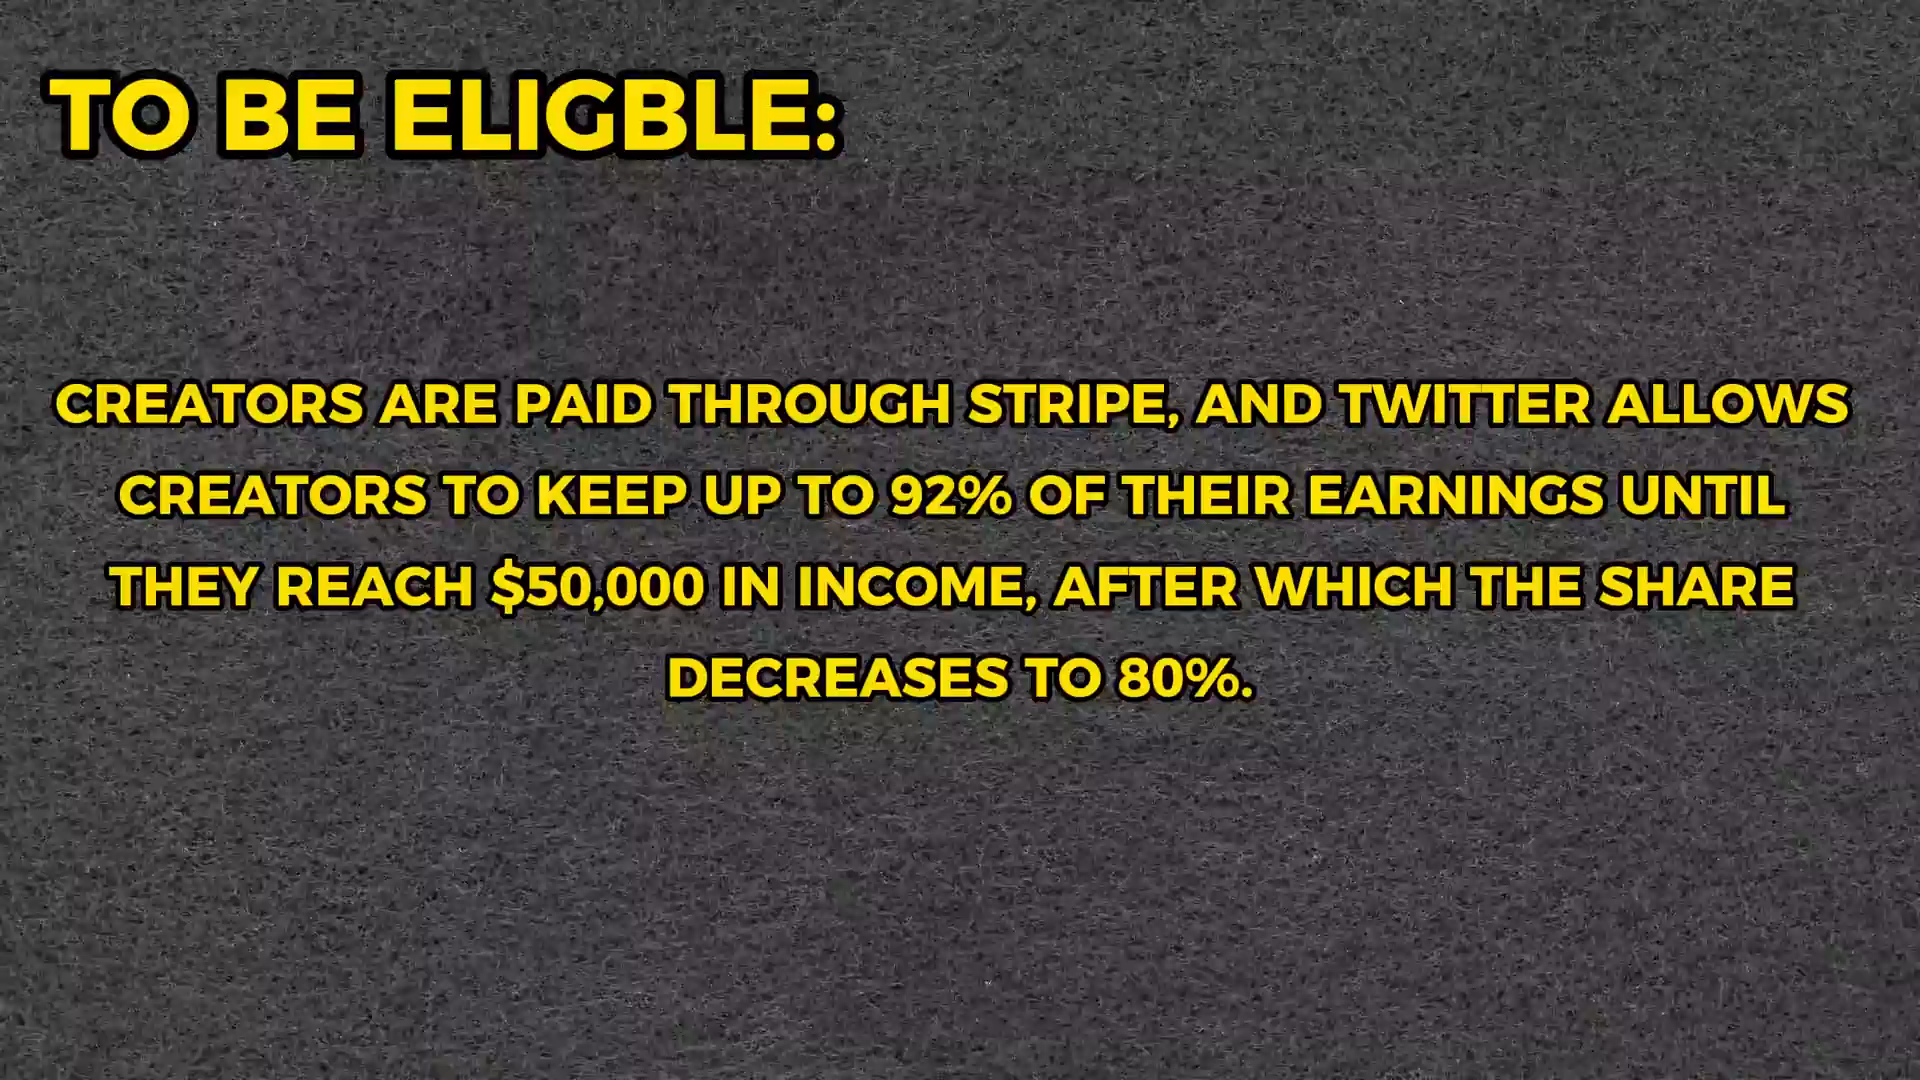 TO BE ELIGBLE:
CREATORS ARE PAID THROUGH STRIPE, AND TWITTER ALLOWS
CREATORS TO KEEP UP TO 92% OF THEIR EARNINGS UNTIL
THEY REACH $50,000 IN INCOME, AFTER WHICH THE SHARE
DECREASES TO 80%.